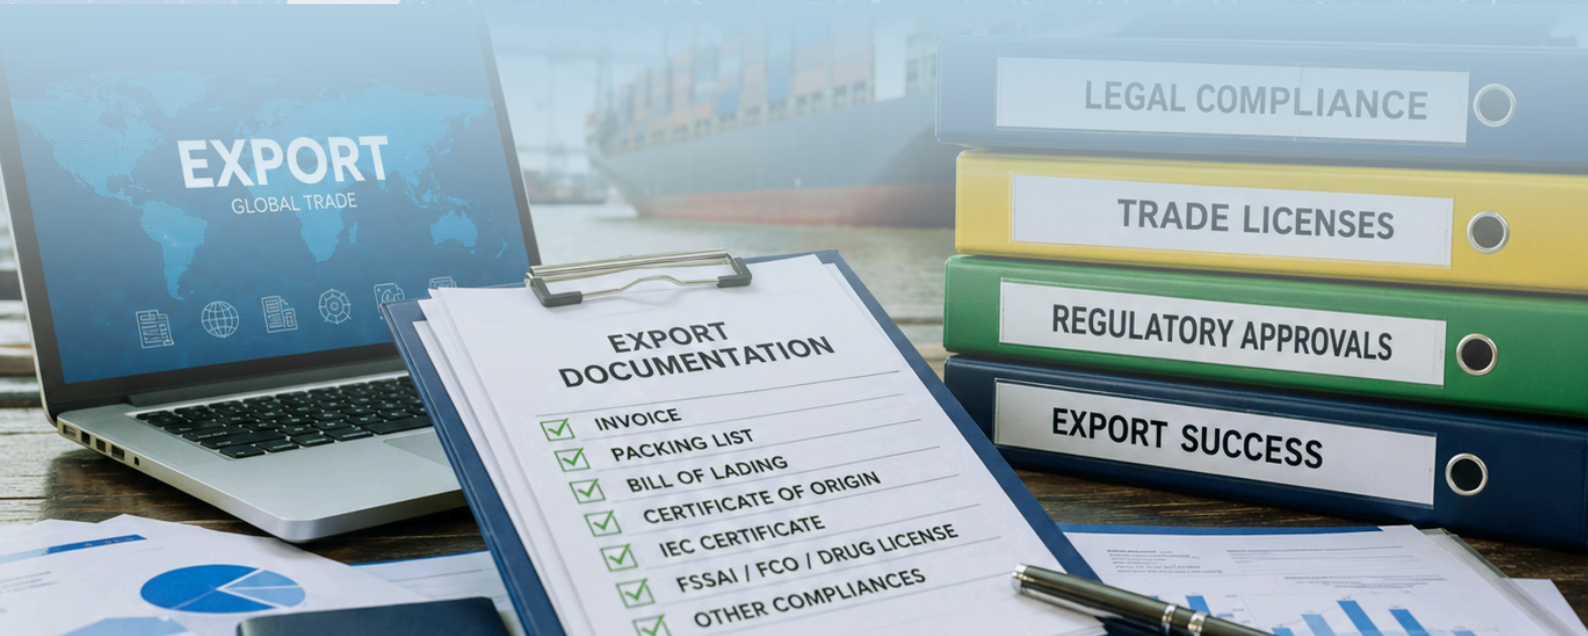 EXPORT
GLOBAL TRADE
EXPORT
DOCUMENTATION
INVOICE
PACKING LIST
BILL OF LADING
CERTIFICATE OF ORIGIN
IEC CERTIFICATE
FSSAI / FCO / DRUG LICENSE
OTHER COMPLIANCES
LEGAL COMPLIANCE
TRADE LICENSES
REGULATORY APPROVALS
EXPORT SUCCESS